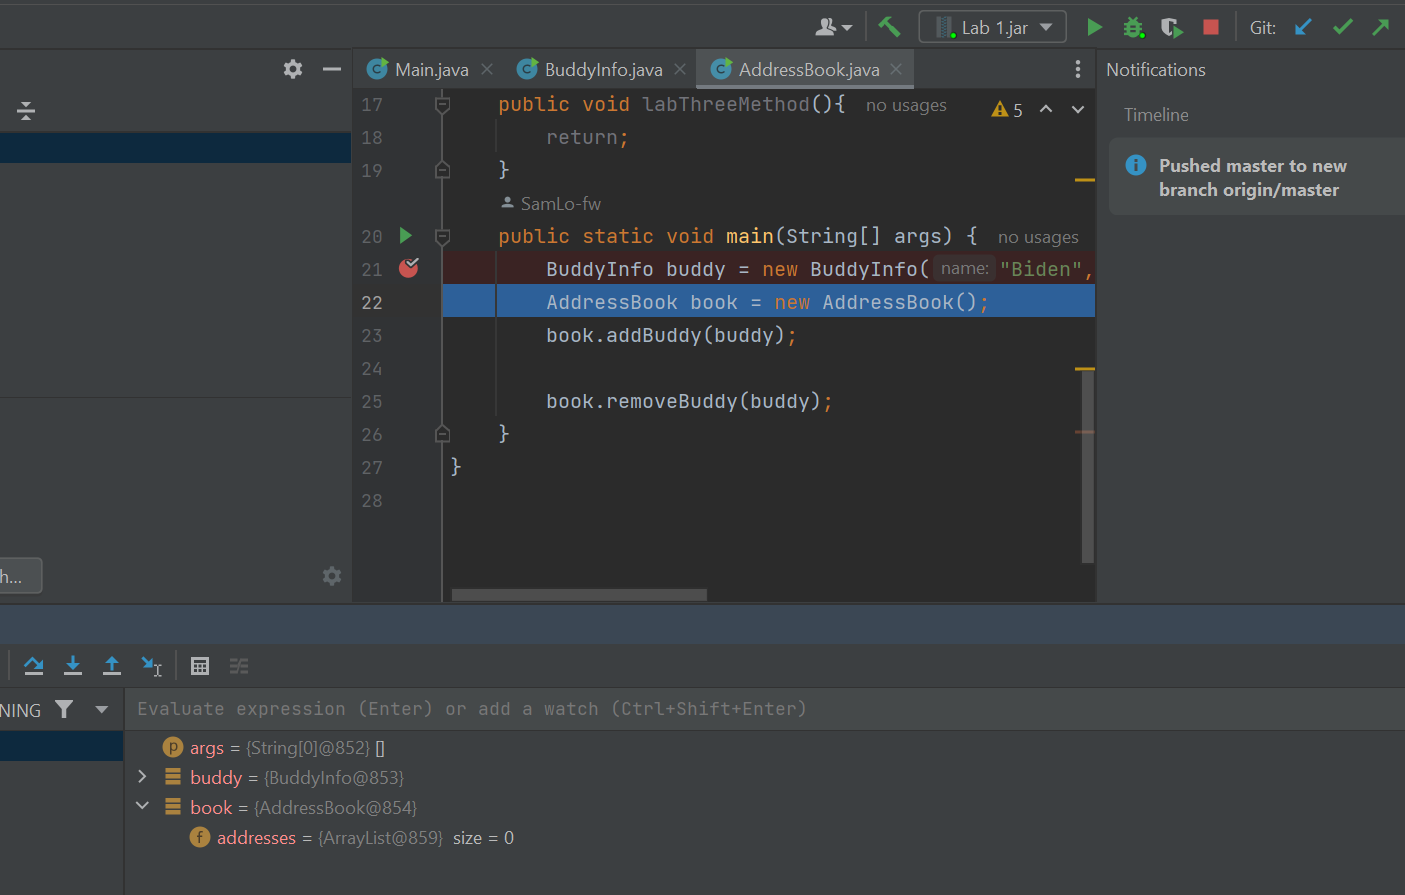 Lab 1.jar
Git:
Main.java
BuddyInfo.java
AddressBook.java
Notifications
17 public void labThreeMethod(){ no usages
5
18 return;
19 }
SamLo-fw
20 public static void main(String[] args) { no usages
21 BuddyInfo buddy = new BuddyInfo( name: "Biden",
22 AddressBook book = new AddressBook();
23 book.addBuddy(buddy);
24
25 book.removeBuddy(buddy);
26 }
27 }
28
Timeline
Pushed master to new
branch origin/master
h...
NING
Evaluate expression (Enter) or add a watch (Ctrl+Shift+Enter)
p args = {String[0]@852} []
buddy = {BuddyInfo@853}
book = {AddressBook@854}
f addresses = {ArrayList@859} size = 0